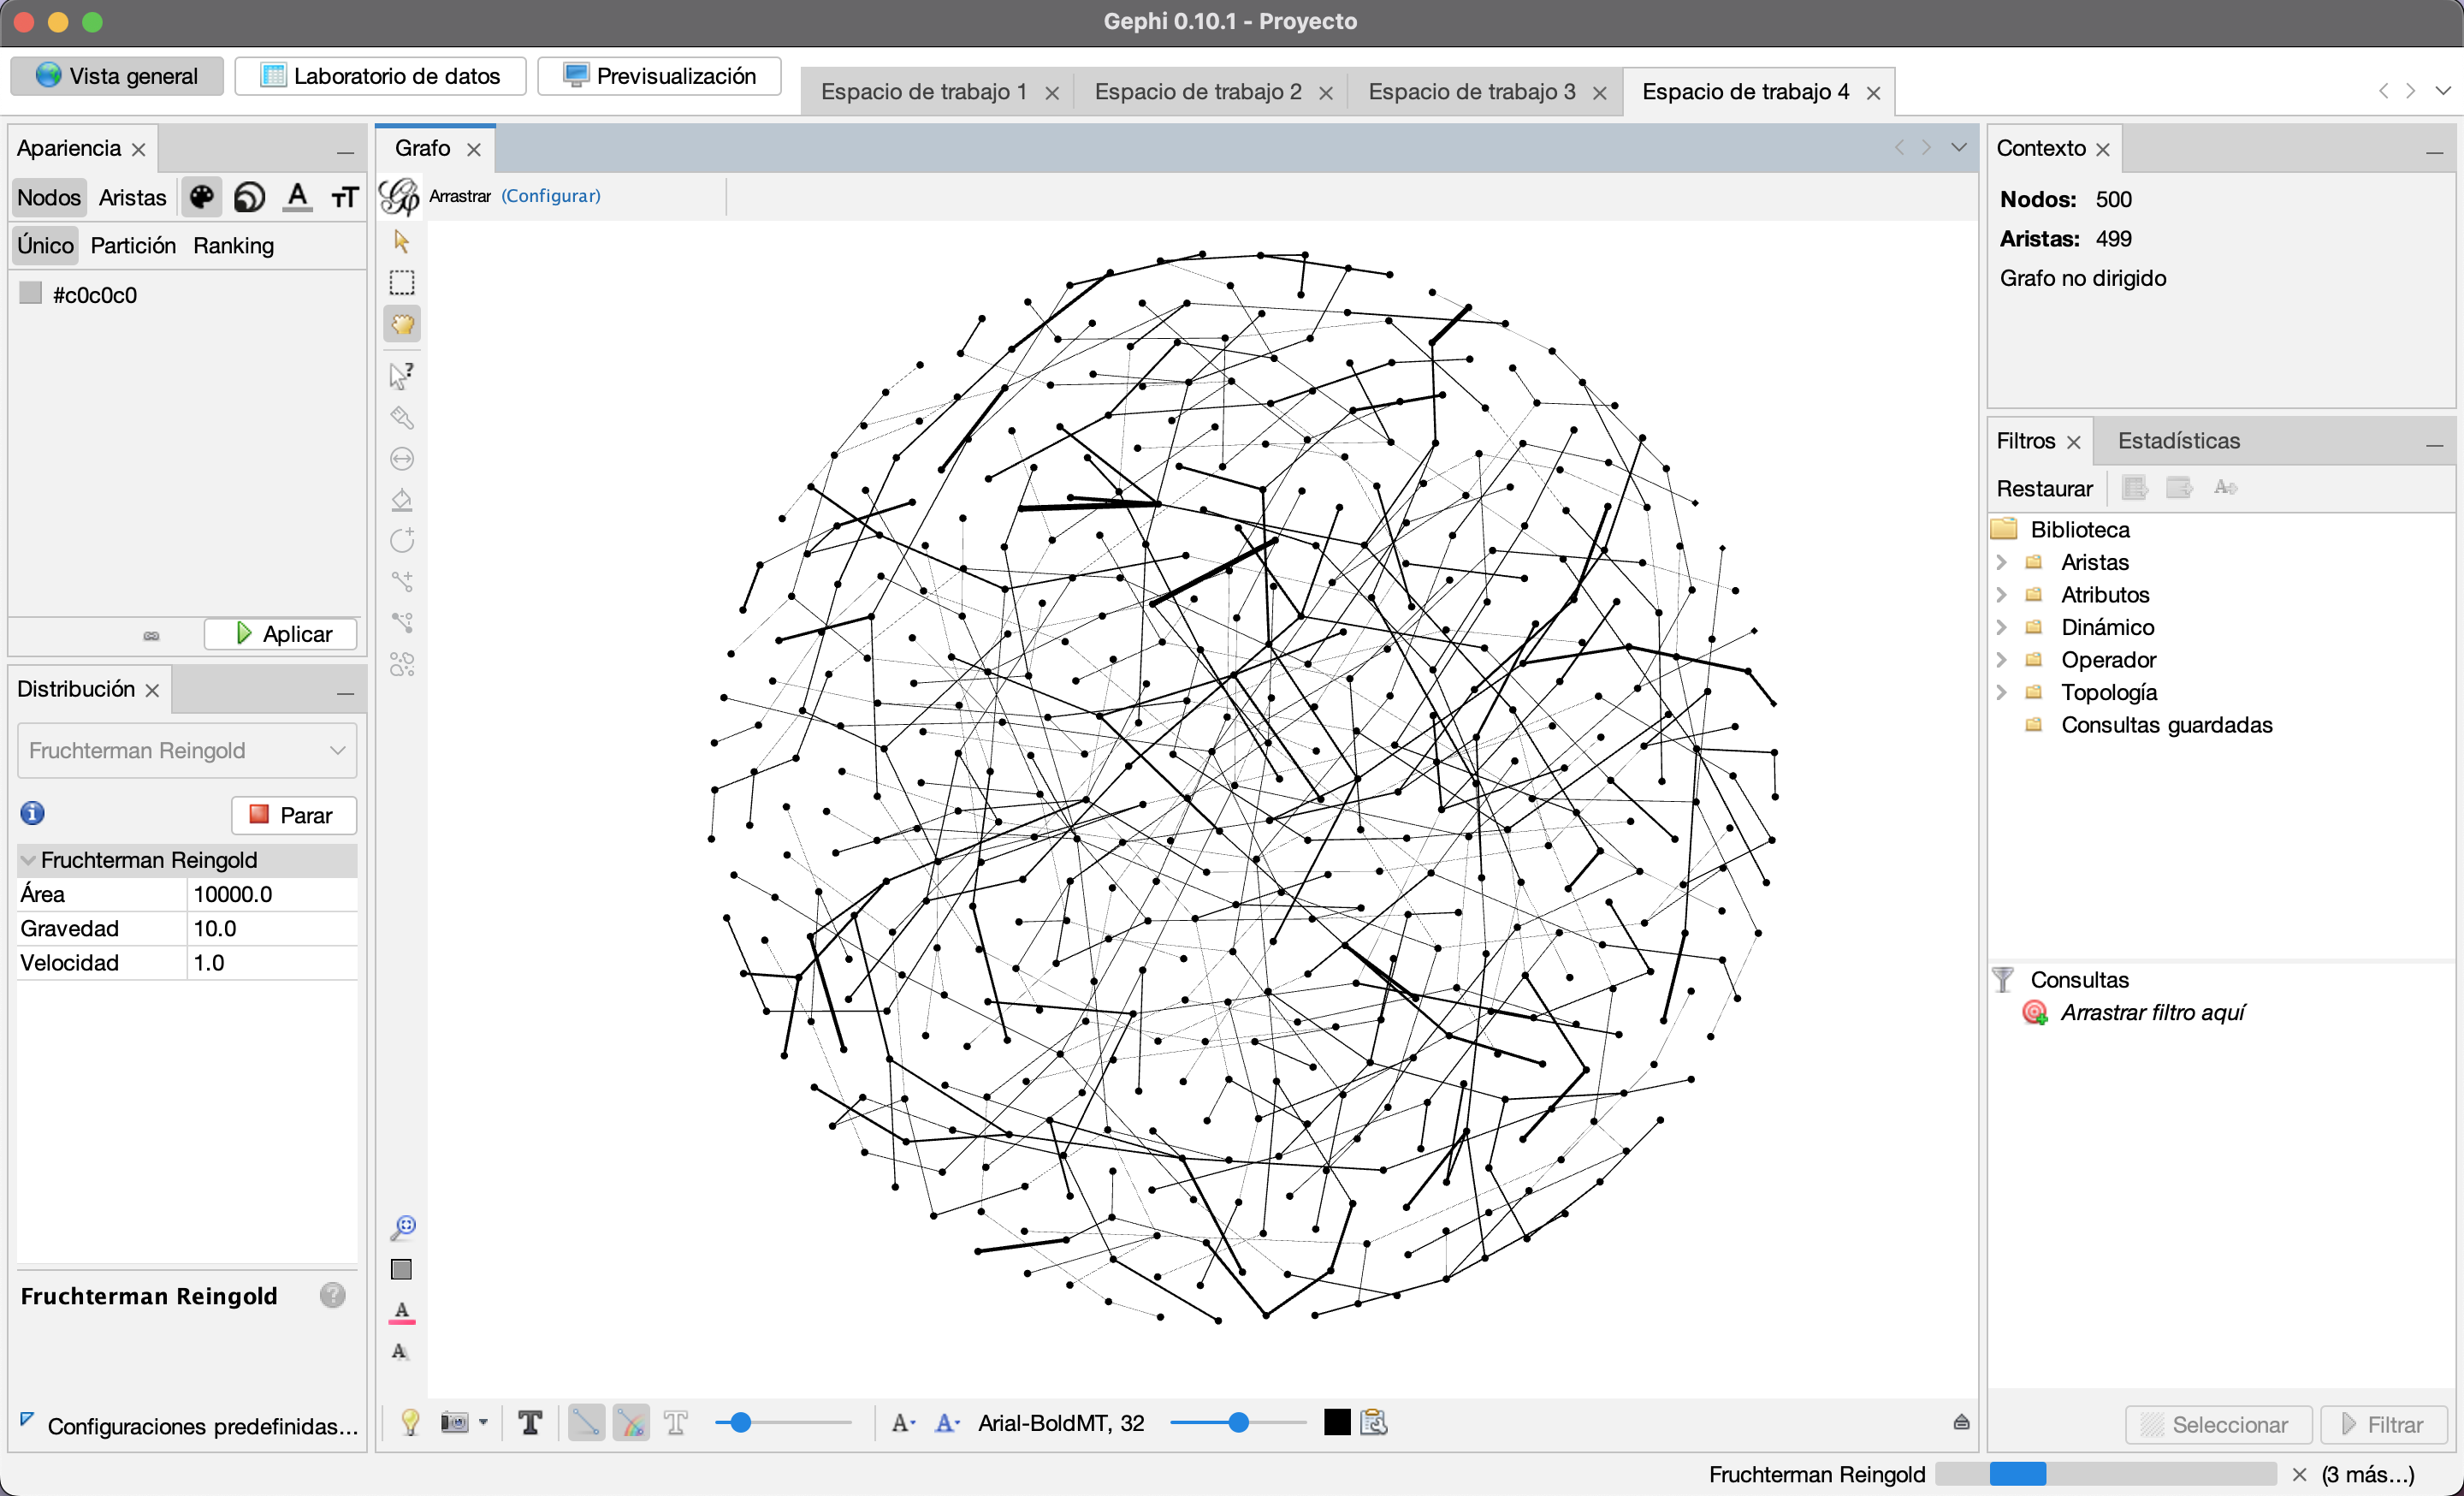 Gephi 0.10.1 - Proyecto
Vista general
Laboratorio de datos
Previsualización
Espacio de trabajo 1
Espacio de trabajo 2
Espacio de trabajo 3
Espacio de trabajo 4
Apariencia
Nodos Aristas
Único Partición Ranking
#c0c0c0
Aplicar
Distribución
Fruchterman Reingold
Parar
Fruchterman Reingold
Área 10000.0
Gravedad 10.0
Velocidad 1.0
Fruchterman Reingold
Configuraciones predefinidas...
Grafo
Arrastrar (Configurar)
Arial-BoldMT, 32
Contexto
Nodos: 500
Aristas: 499
Grafo no dirigido
Filtros
Estadísticas
Restaurar
Biblioteca
Aristas
Atributos
Dinámico
Operador
Topología
Consultas guardadas
Consultas
Arrastrar filtro aquí
Seleccionar
Filtrar
Fruchterman Reingold
(3 más...)